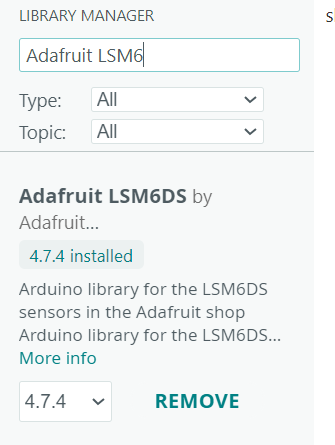 LIBRARY MANAGER
Adafruit LSM6
Type: All
Topic: All
Adafruit LSM6DS by
Adafruit...
4.7.4 installed
Arduino library for the LSM6DS
sensors in the Adafruit shop
Arduino library for the LSM6DS...
More info
4.7.4 REMOVE